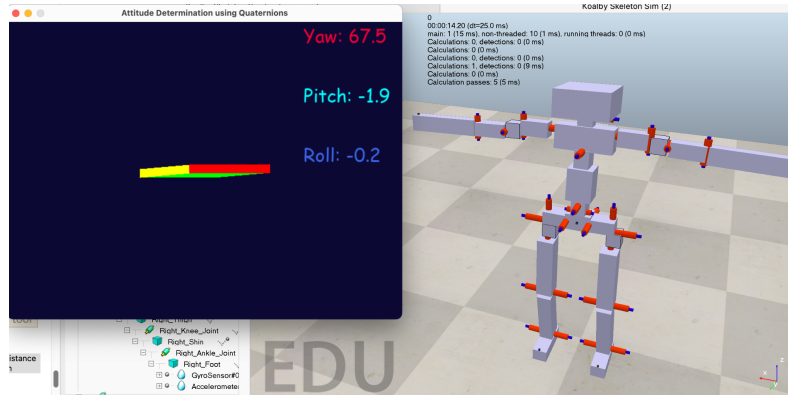 Attitude Determination using Quaternions
Yaw: 67.5
Pitch: -1.9
Roll: -0.2
Koalby Skeleton Sim (2)
0
00:00:14.20 (dt=25.0 ms)
main: 1 (15 ms), non-threaded: 10 (1 ms), running threads: 0 (0 ms)
Calculations: 0, detections: 0 (0 ms)
Calculations: 0 (0 ms)
Calculations: 0, detections: 0 (0 ms)
Calculations: 1, detections: 0 (9 ms)
Calculations: 0 (0 ms)
Calculation passes: 5 (5 ms)
Right_Thigh
Right_Knee_Joint
Right_Shin
Right_Ankle_Joint
Right_Foot
GyroSensor#0
Acceleromete
tool
istance
n
EDU
z
x
y